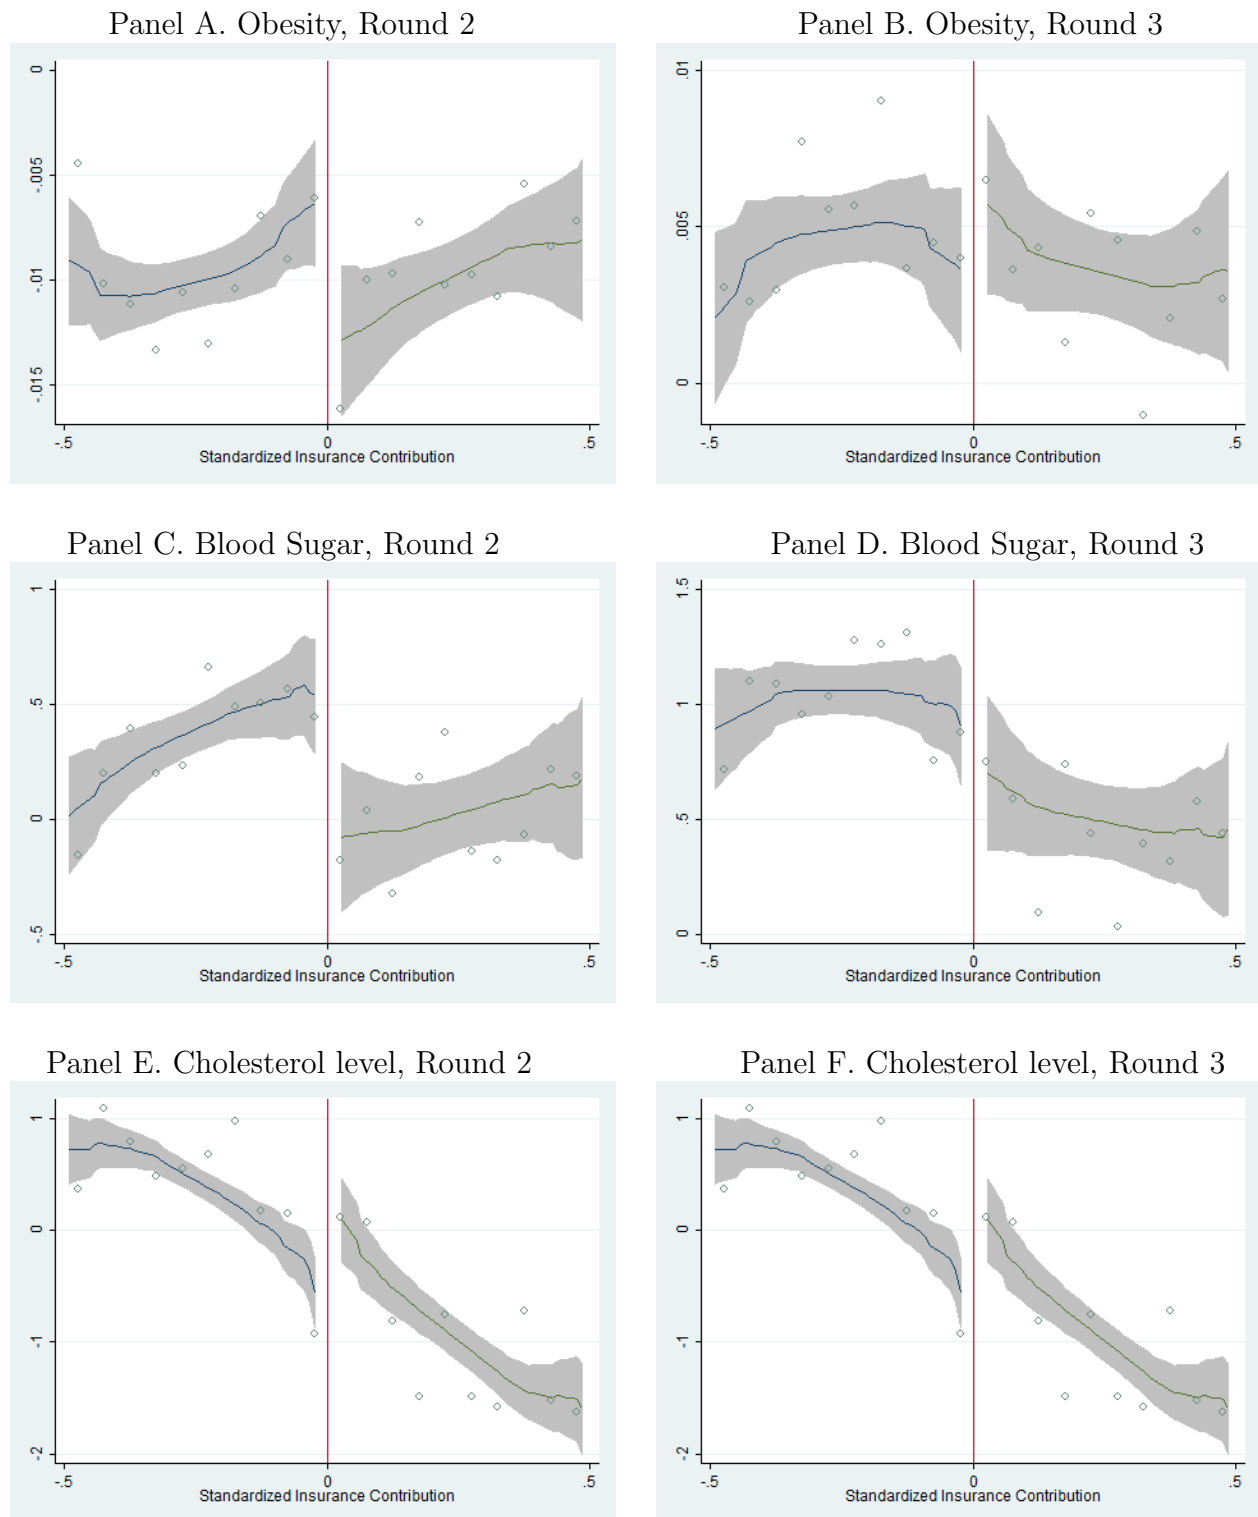 Panel A. Obesity, Round 2
0
-.005
-.01
-.015
-.5 0 .5
Standardized Insurance Contribution
Panel B. Obesity, Round 3
.01
.005
0
-.5 0 .5
Standardized Insurance Contribution
Panel C. Blood Sugar, Round 2
1
.5
0
-.5
-.5 0 .5
Standardized Insurance Contribution
Panel D. Blood Sugar, Round 3
1.5
1
.5
0
-.5 0 .5
Standardized Insurance Contribution
Panel E. Cholesterol level, Round 2
1
0
-1
-2
-.5 0 .5
Standardized Insurance Contribution
Panel F. Cholesterol level, Round 3
1
0
-1
-2
-.5 0 .5
Standardized Insurance Contribution